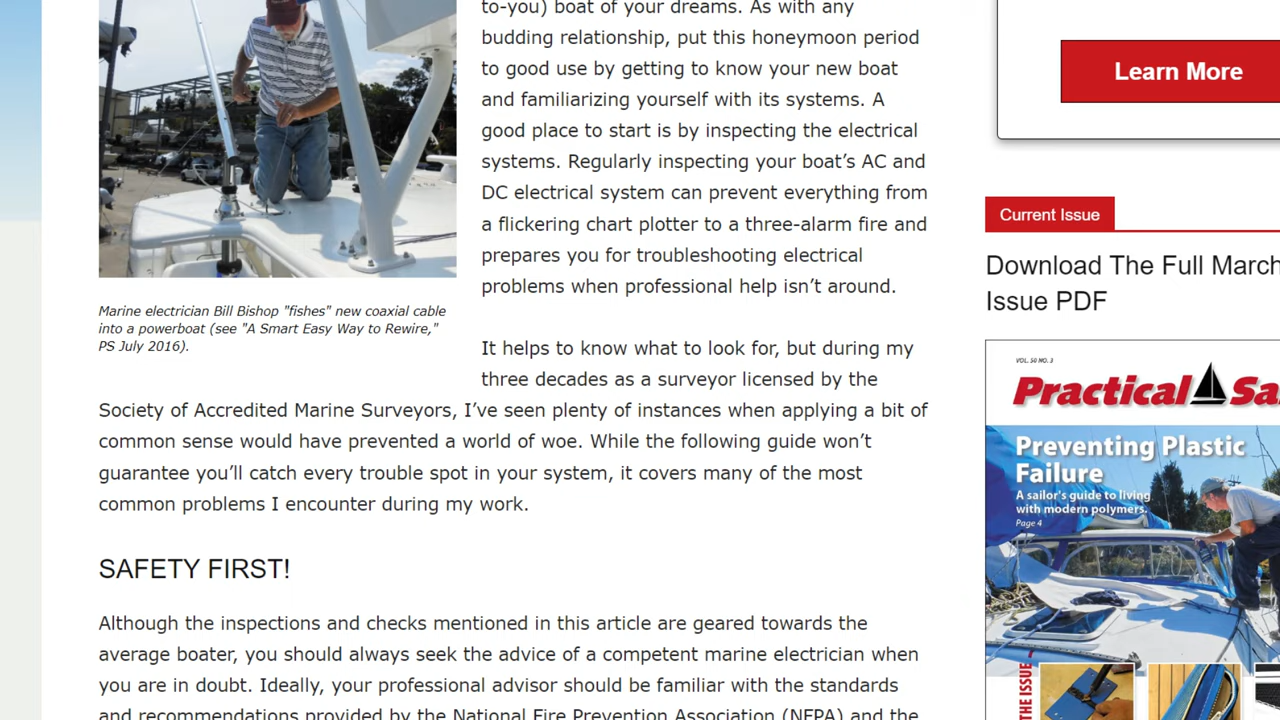 to-you) boat of your dreams. As with any
budding relationship, put this honeymoon period
to good use by getting to know your new boat
and familiarizing yourself with its systems. A
good place to start is by inspecting the electrical
systems. Regularly inspecting your boat’s AC and
DC electrical system can prevent everything from
a flickering chart plotter to a three-alarm fire and
prepares you for troubleshooting electrical
problems when professional help isn’t around.
Marine electrician Bill Bishop "fishes" new coaxial cable
into a powerboat (see "A Smart Easy Way to Rewire,"
PS July 2016).
It helps to know what to look for, but during my
three decades as a surveyor licensed by the
Society of Accredited Marine Surveyors, I’ve seen plenty of instances when applying a bit of
common sense would have prevented a world of woe. While the following guide won’t
guarantee you’ll catch every trouble spot in your system, it covers many of the most
common problems I encounter during my work.
SAFETY FIRST!
Although the inspections and checks mentioned in this article are geared towards the
average boater, you should always seek the advice of a competent marine electrician when
you are in doubt. Ideally, your professional advisor should be familiar with the standards
and recommendations provided by the National Fire Prevention Association (NFPA) and the
Learn More
Current Issue
Download The Full March
Issue PDF
VOL. 50 NO. 3
Practical Sa
Preventing Plastic
Failure
A sailor's guide to living
with modern polymers.
Page 4
THE ISSUE